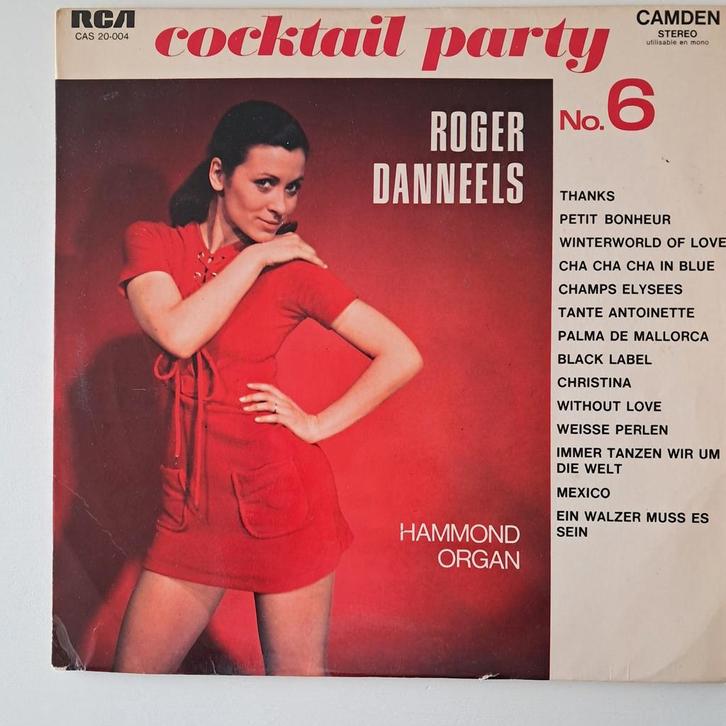 RCA
CAS 20-004
cocktail party
CAMDEN
STEREO
utilisable en mono
No. 6
ROGER
DANNEELS
THANKS
PETIT BONHEUR
WINTERWORLD OF LOVE
CHA CHA CHA IN BLUE
CHAMPS ELYSEES
TANTE ANTOINETTE
PALMA DE MALLORCA
BLACK LABEL
CHRISTINA
WITHOUT LOVE
WEISSE PERLEN
IMMER TANZEN WIR UM
DIE WELT
MEXICO
EIN WALZER MUSS ES
SEIN
HAMMOND
ORGAN